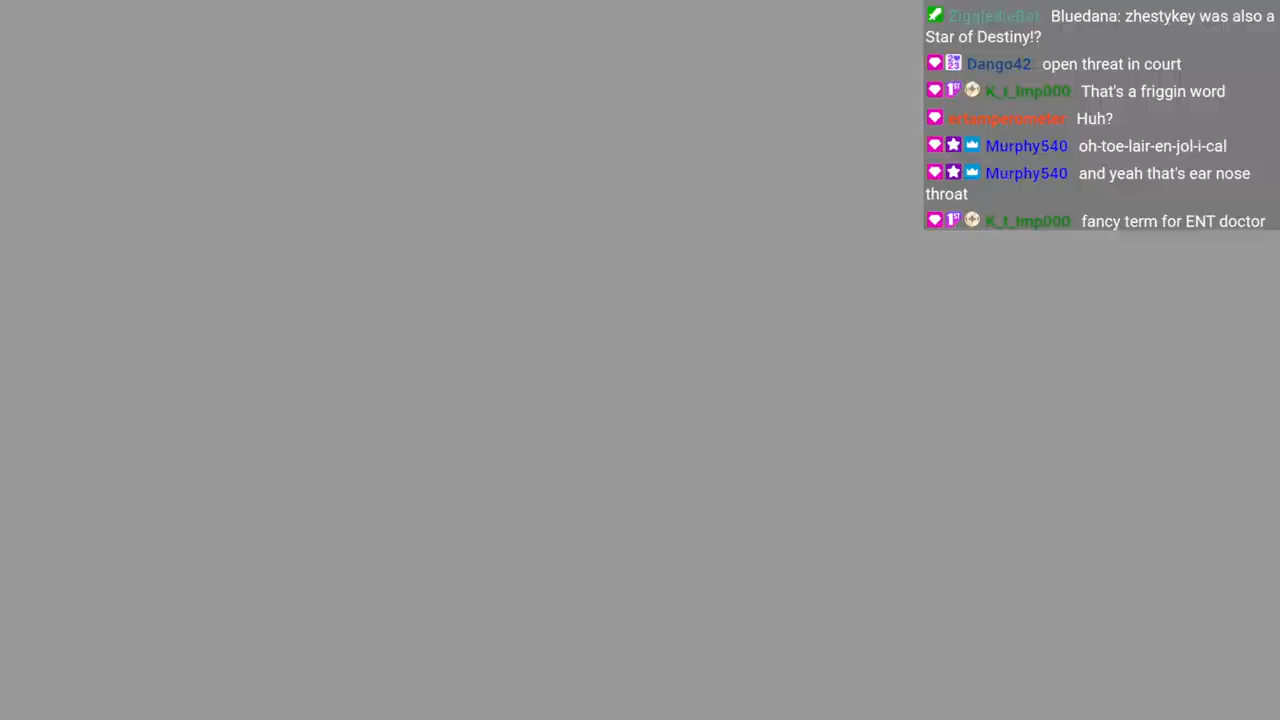 Bluedana: zhestykey was also a
Star of Destiny!?
Dango42 open threat in court
K_t_Imp000 That's a friggin word
Huh?
Murphy540 oh-toe-lair-en-jol-i-cal
Murphy540 and yeah that's ear nose
throat
K_t_Imp000 fancy term for ENT doctor